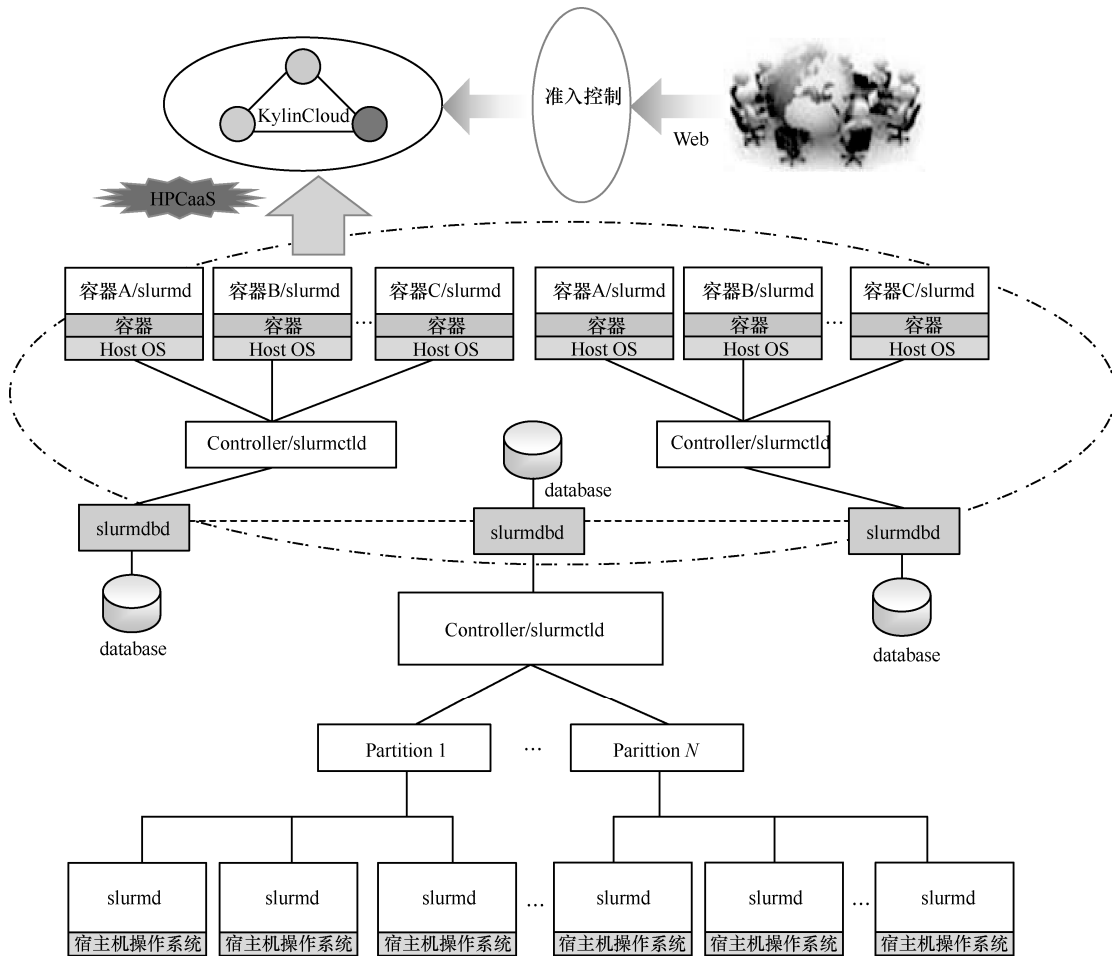 准入控制
KylinCloud
Web
HPCaaS
容器A/slurmd
容器B/slurmd
容器C/slurmd
容器A/slurmd
容器B/slurmd
容器C/slurmd
容器
容器
...
容器
容器
容器
...
容器
Host OS
Host OS
Host OS
Host OS
Host OS
Host OS
Controller/slurmctld
Controller/slurmctld
database
slurmdbd
slurmdbd
slurmdbd
database
Controller/slurmctld
database
Partition 1
...
Parittion N
slurmd
slurmd
slurmd
...
slurmd
slurmd
...
slurmd
宿主机操作系统
宿主机操作系统
宿主机操作系统
宿主机操作系统
宿主机操作系统
宿主机操作系统